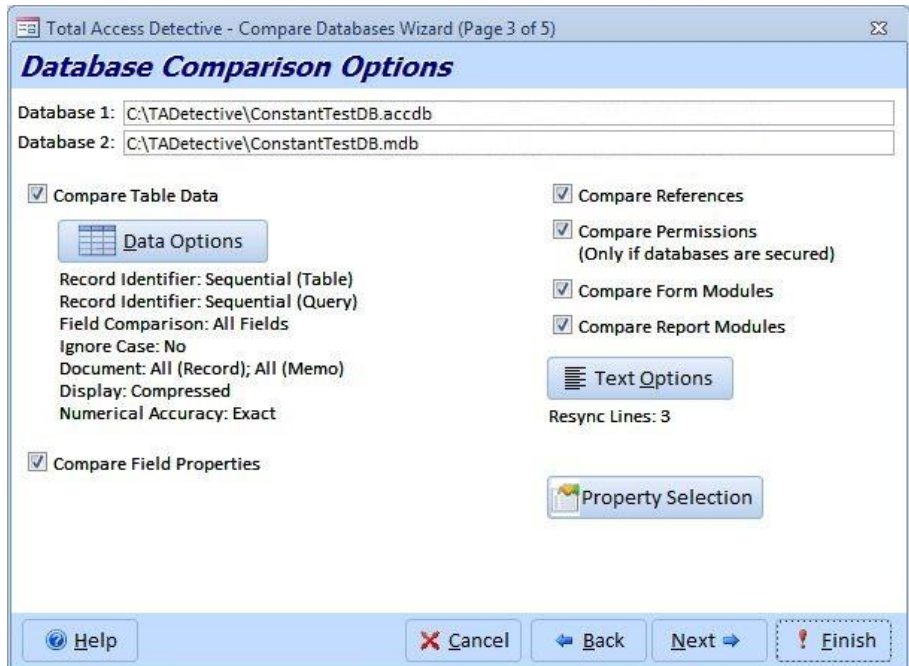 Total Access Detective - Compare Databases Wizard (Page 3 of 5)
Database Comparison Options
Database 1: C:\TADetective\ConstantTestDB.accdb
Database 2: C:\TADetective\ConstantTestDB.mdb
Compare Table Data
Data Options
Record Identifier: Sequential (Table)
Record Identifier: Sequential (Query)
Field Comparison: All Fields
Ignore Case: No
Document: All (Record); All (Memo)
Display: Compressed
Numerical Accuracy: Exact
Compare Field Properties
Compare References
Compare Permissions
(Only if databases are secured)
Compare Form Modules
Compare Report Modules
Text Options
Resync Lines: 3
Property Selection
Help
Cancel
Back
Next
Finish